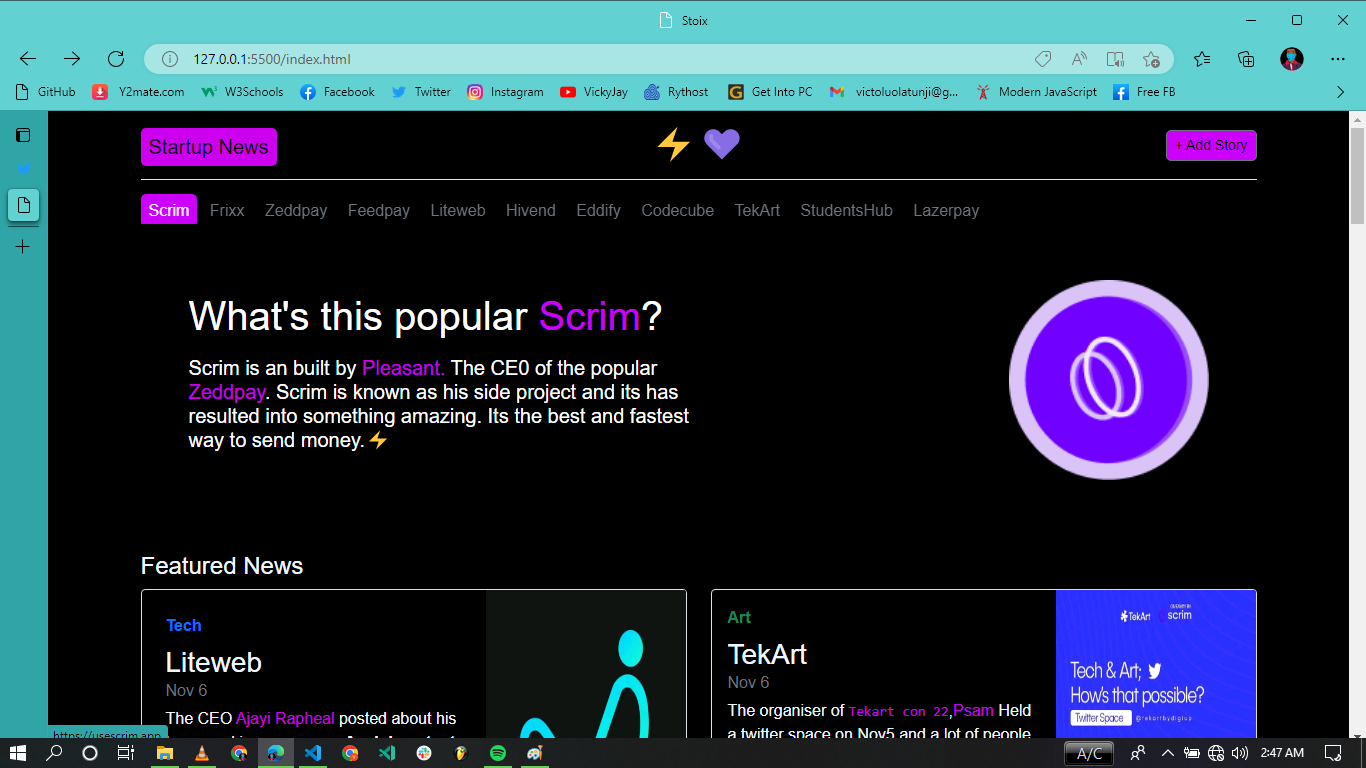 Stoix
127.0.0.1:5500/index.html
GitHub Y2mate.com W3Schools Facebook Twitter Instagram VickyJay Rythost Get Into PC victoluolatunji@g... Modern JavaScript Free FB
Startup News
+ Add Story
Scrim Frixx Zeddpay Feedpay Liteweb Hivend Eddify Codecube TekArt StudentsHub Lazerpay
What's this popular Scrim?
Scrim is an built by Pleasant. The CE0 of the popular
Zeddpay. Scrim is known as his side project and its has
resulted into something amazing. Its the best and fastest
way to send money.⚡
Featured News
Tech
Liteweb
Nov 6
The CEO Ajayi Rapheal posted about his
Art
TekArt
Nov 6
The organiser of Tekart con 22,Psam Held
a twitter space on Nov5 and a lot of people
TekArt
scrim
Tech & Art;
How's that possible?
Twitter Space
https://usescrim.app
A/C
2:47 AM